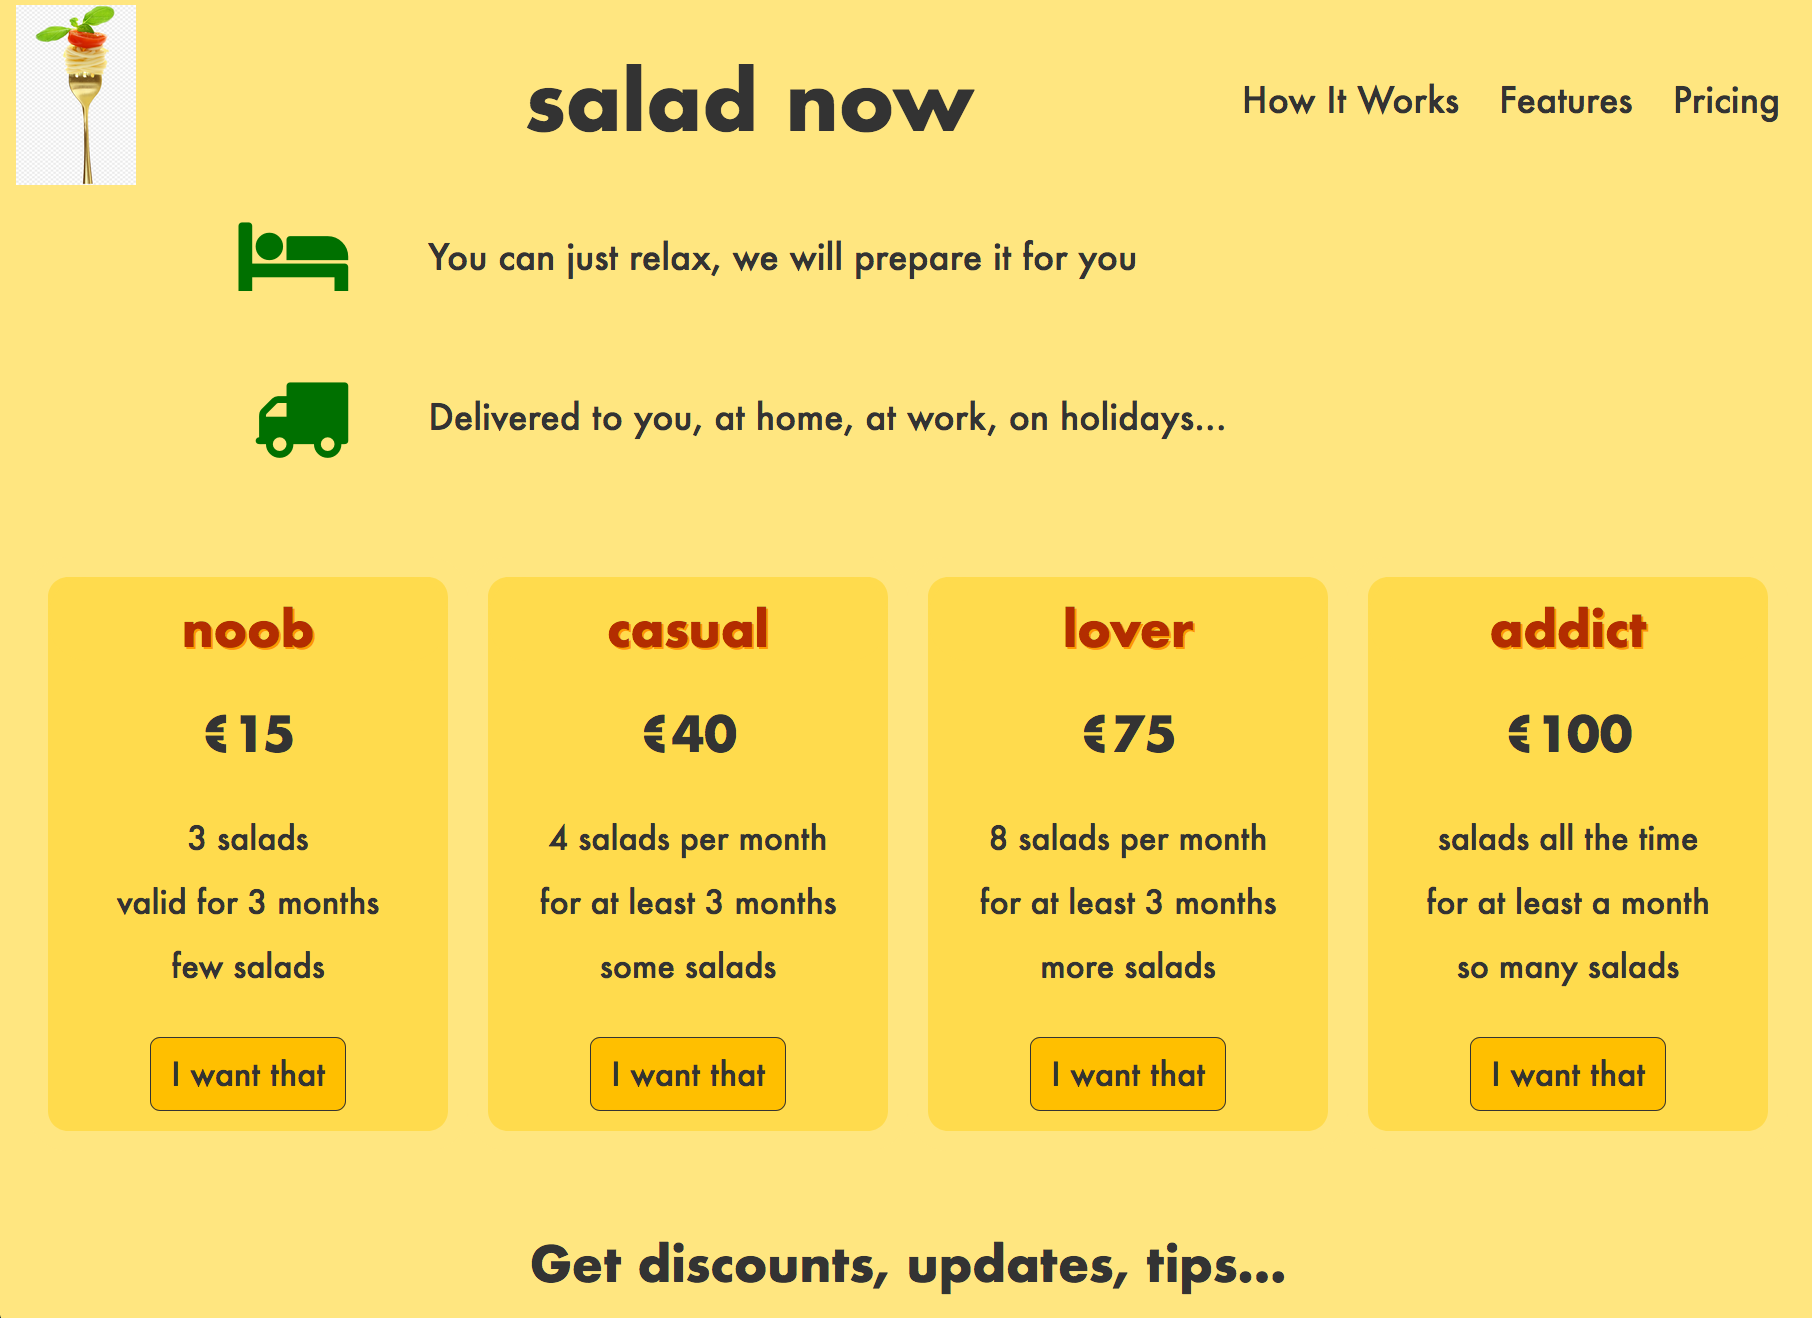 salad now
How It Works
Features
Pricing
You can just relax, we will prepare it for you
Delivered to you, at home, at work, on holidays...
noob
€15
3 salads
valid for 3 months
few salads
I want that
casual
€40
4 salads per month
for at least 3 months
some salads
I want that
lover
€75
8 salads per month
for at least 3 months
more salads
I want that
addict
€100
salads all the time
for at least a month
so many salads
I want that
Get discounts, updates, tips...